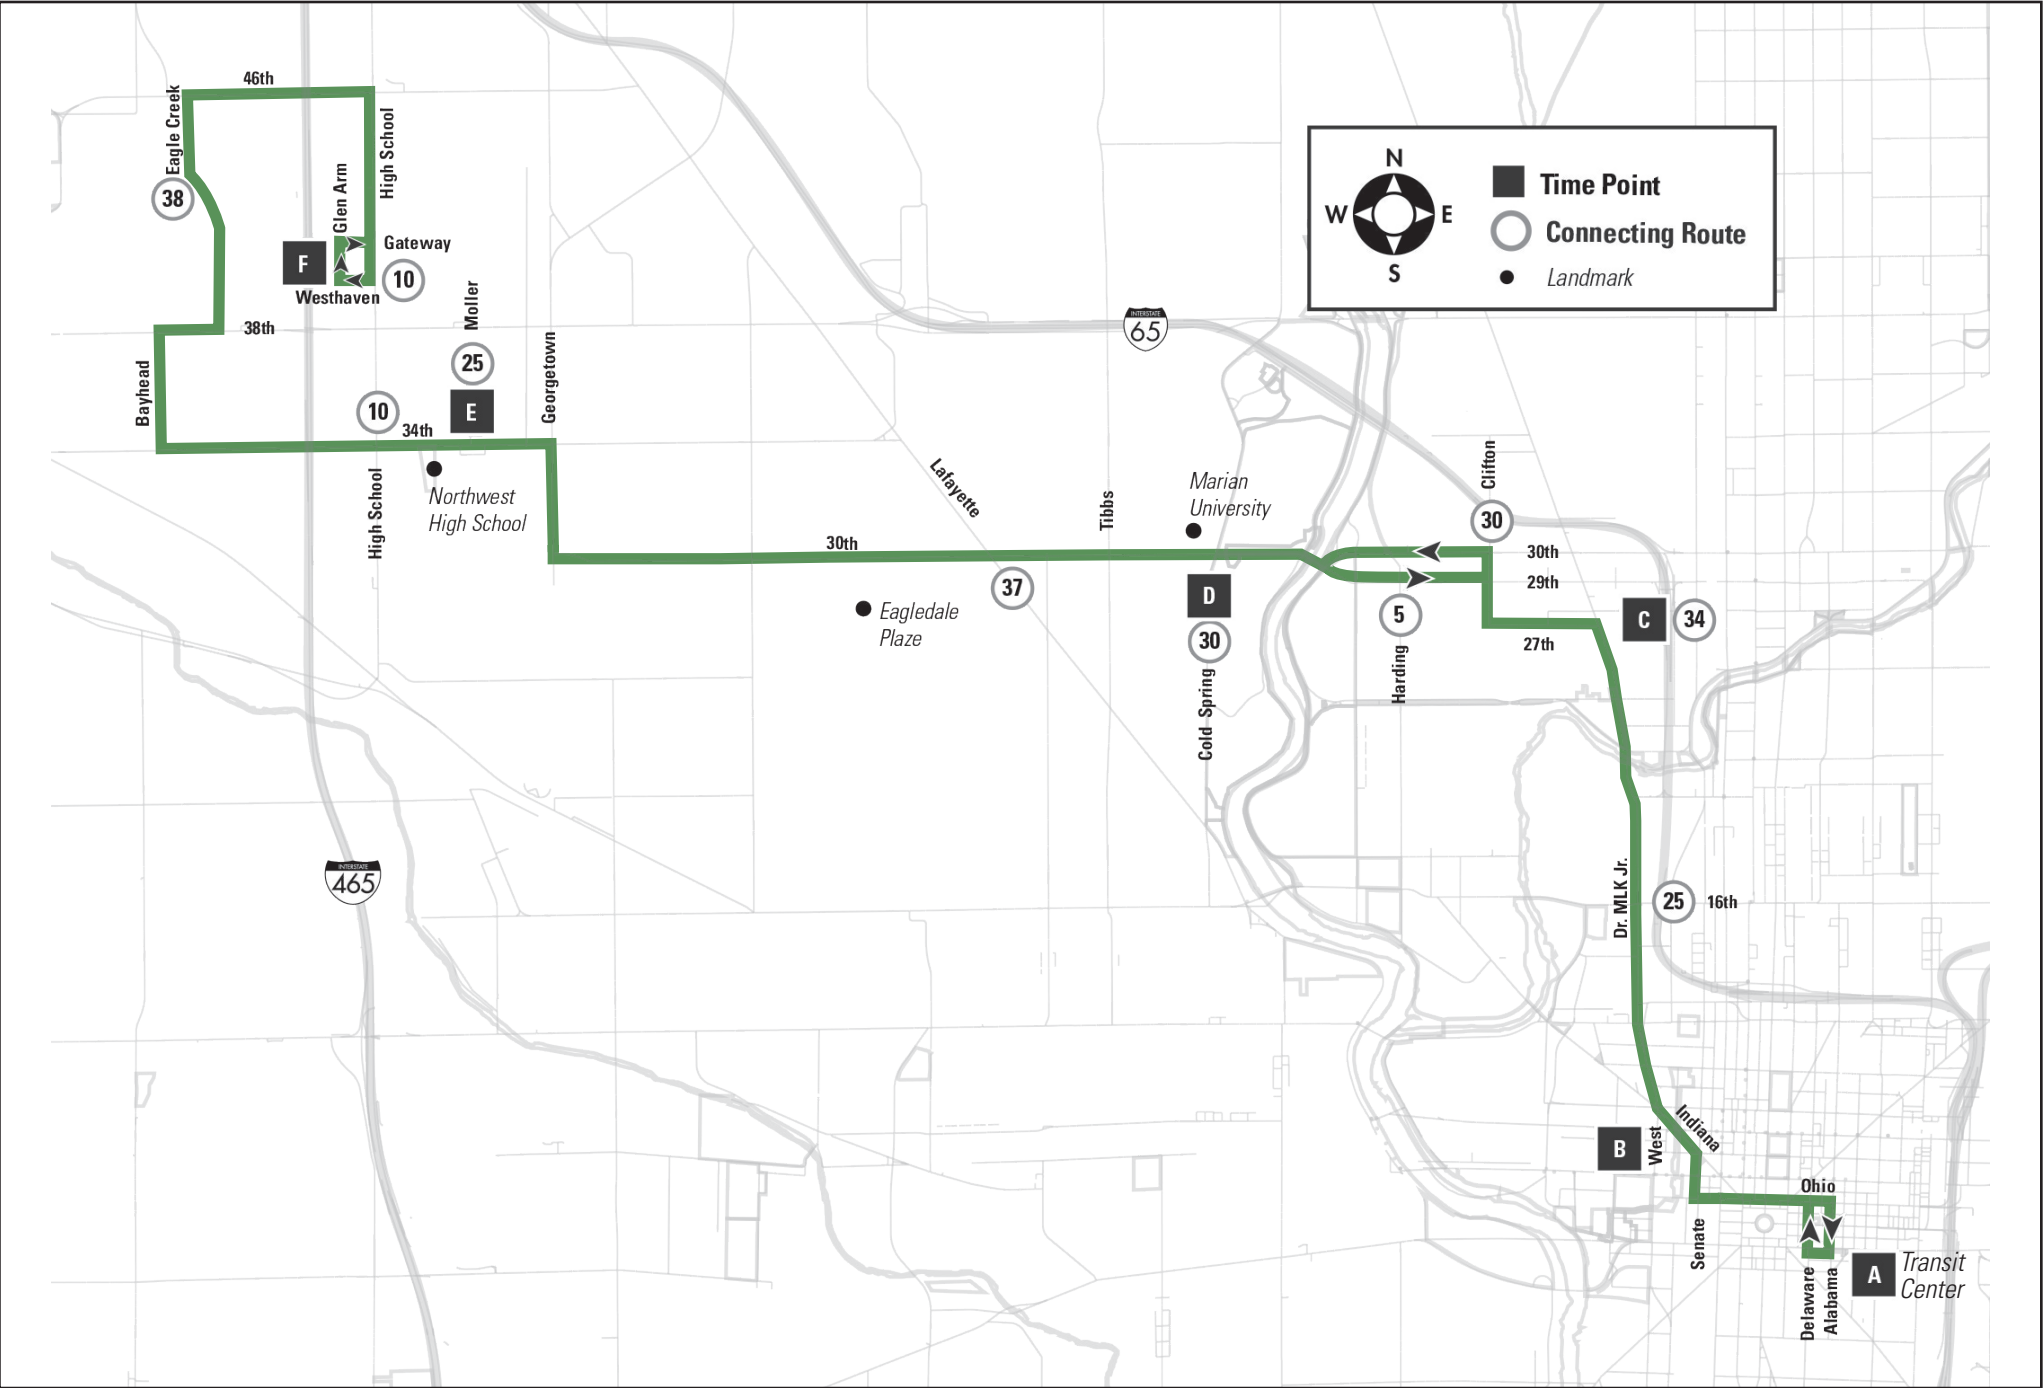 46th
Eagle Creek
High School
38
Glen Arm
Gateway
F
10
Westhaven
38th
Moller
Georgetown
25
E
Bayhead
10
34th
High School
Northwest
High School
INTERSTATE
65
N
W
E
S
Time Point
Connecting Route
Landmark
Lafayette
Tibbs
Marian
University
Clifton
30
30th
30th
29th
37
Eagledale
Plaze
D
30
Cold Spring
5
Harding
27th
C
34
INTERSTATE
465
Dr. MLK Jr.
25
16th
Indiana
B
West
Ohio
Senate
Delaware
Alabama
A
Transit
Center